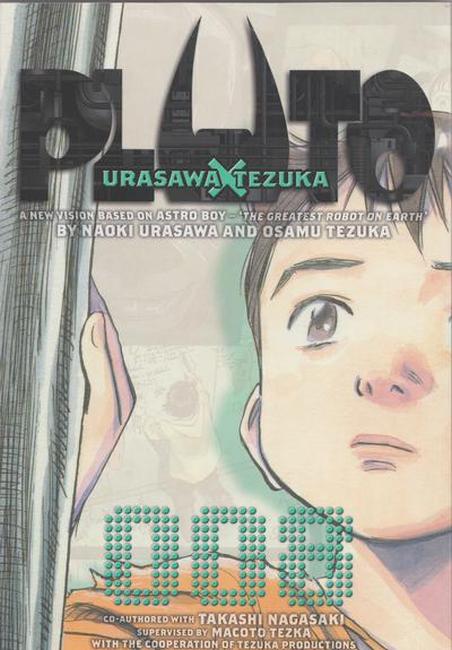 PLUTO
URASAWA X TEZUKA
A NEW VISION BASED ON ASTRO BOY – 'THE GREATEST ROBOT ON EARTH'
BY NAOKI URASAWA AND OSAMU TEZUKA
008
CO-AUTHORED WITH TAKASHI NAGASAKI
SUPERVISED BY MACOTO TEZKA
WITH THE COOPERATION OF TEZUKA PRODUCTIONS